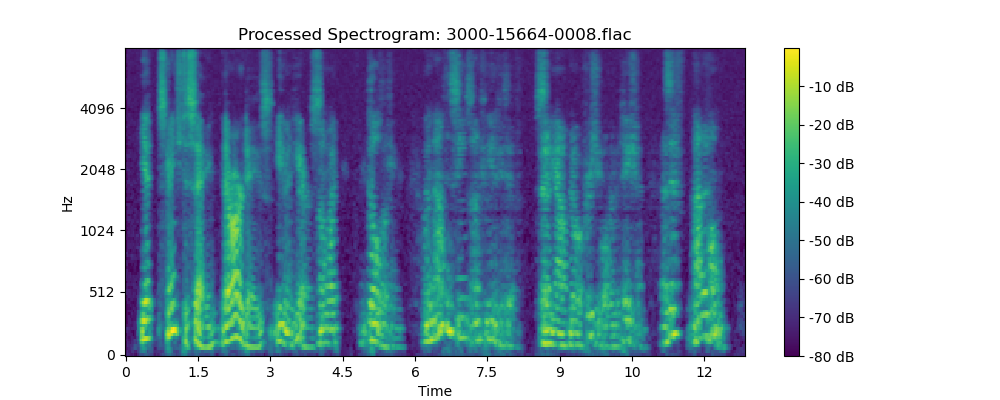 Processed Spectrogram: 3000-15664-0008.flac
4096
2048
1024
512
0
Hz
0 1.5 3 4.5 6 7.5 9 10 12
Time
-10 dB
-20 dB
-30 dB
-40 dB
-50 dB
-60 dB
-70 dB
-80 dB